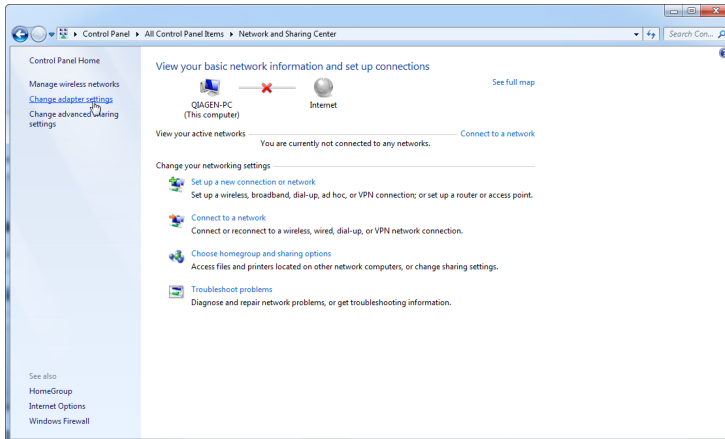 Control Panel
All Control Panel Items
Network and Sharing Center
Search Con...
Control Panel Home
Manage wireless networks
Change adapter settings
Change advanced sharing
settings
View your basic network information and set up connections
See full map
QIAGEN-PC
(This computer)
Internet
View your active networks
Connect to a network
You are currently not connected to any networks.
Change your networking settings
Set up a new connection or network
Set up a wireless, broadband, dial-up, ad hoc, or VPN connection; or set up a router or access point.
Connect to a network
Connect or reconnect to a wireless, wired, dial-up, or VPN network connection.
Choose homegroup and sharing options
Access files and printers located on other network computers, or change sharing settings.
Troubleshoot problems
Diagnose and repair network problems, or get troubleshooting information.
See also
HomeGroup
Internet Options
Windows Firewall